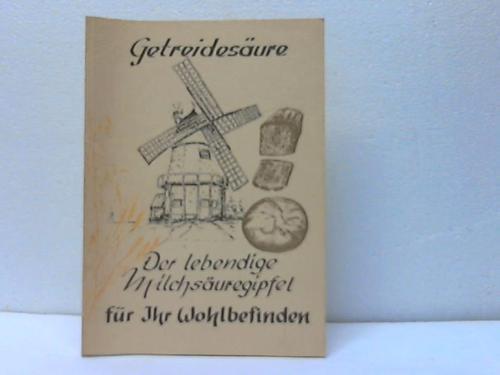 Getreidesäure
Der lebendige
Milchsäuregipfel
für Ihr Wohlbefinden